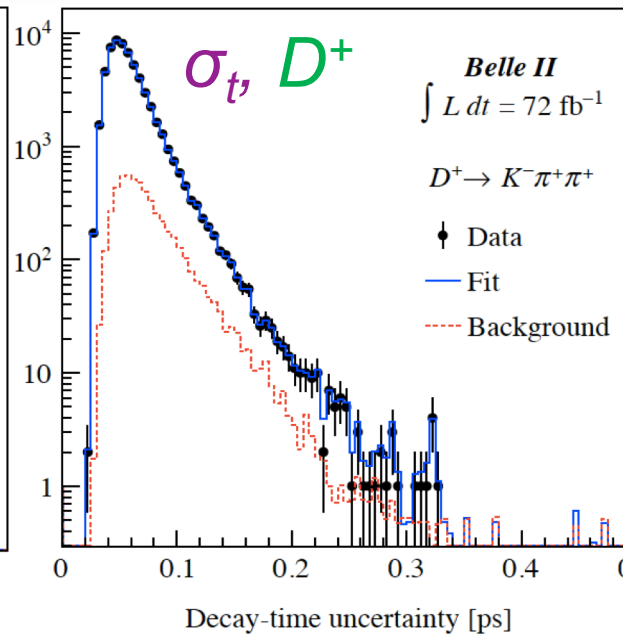 10⁴
10³
10²
10
1
σₜ, D⁺
Belle II
∫ L dt = 72 fb⁻¹
D⁺→ K⁻π⁺π⁺
Data
Fit
Background
0 0.1 0.2 0.3 0.4
Decay-time uncertainty [ps]